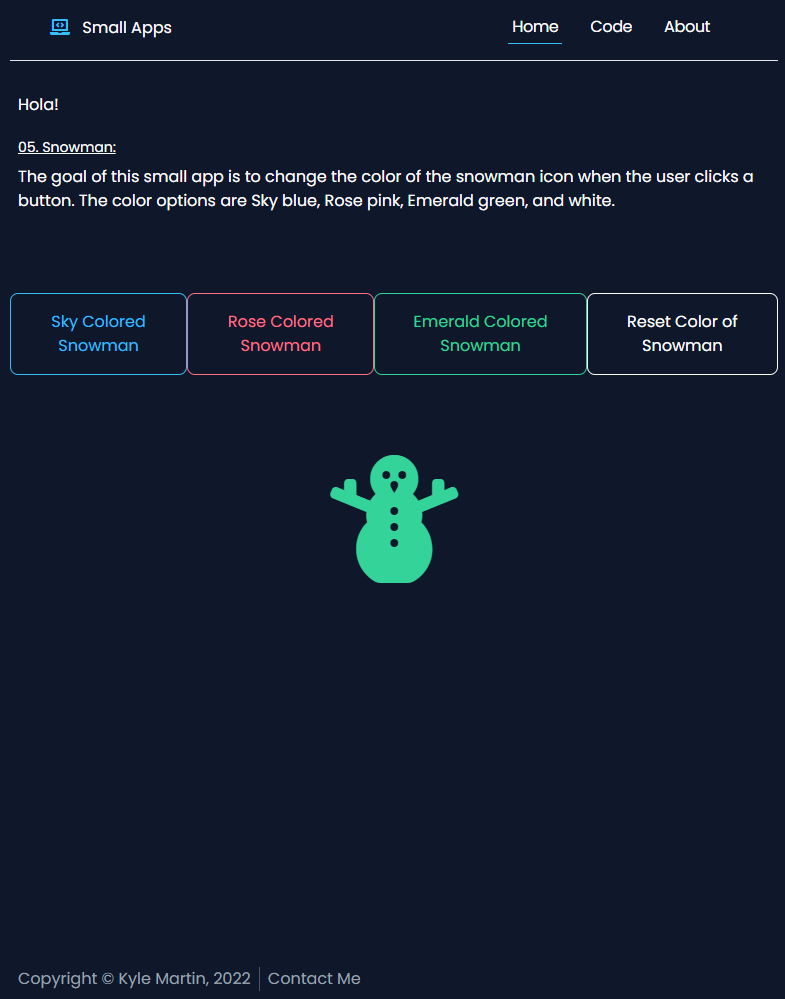 Small Apps
Home
Code
About
Hola!
05. Snowman:
The goal of this small app is to change the color of the snowman icon when the user clicks a
button. The color options are Sky blue, Rose pink, Emerald green, and white.
Sky Colored
Snowman
Rose Colored
Snowman
Emerald Colored
Snowman
Reset Color of
Snowman
Copyright © Kyle Martin, 2022
Contact Me